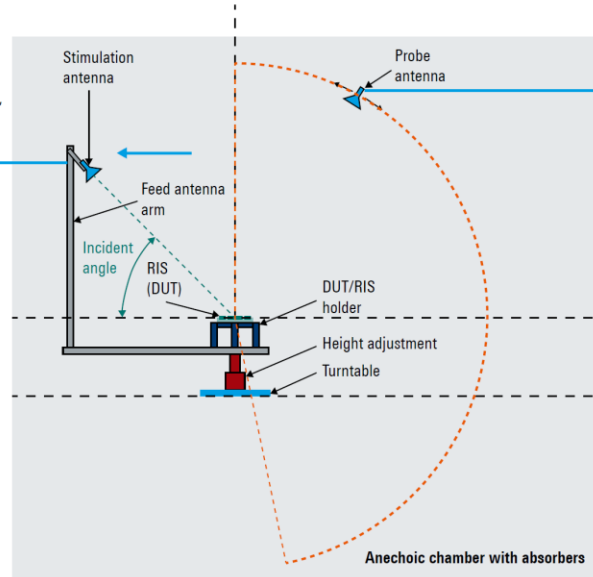 Stimulation
antenna
Probe
antenna
Feed antenna
arm
Incident
angle
RIS
(DUT)
DUT/RIS
holder
Height adjustment
Turntable
Anechoic chamber with absorbers